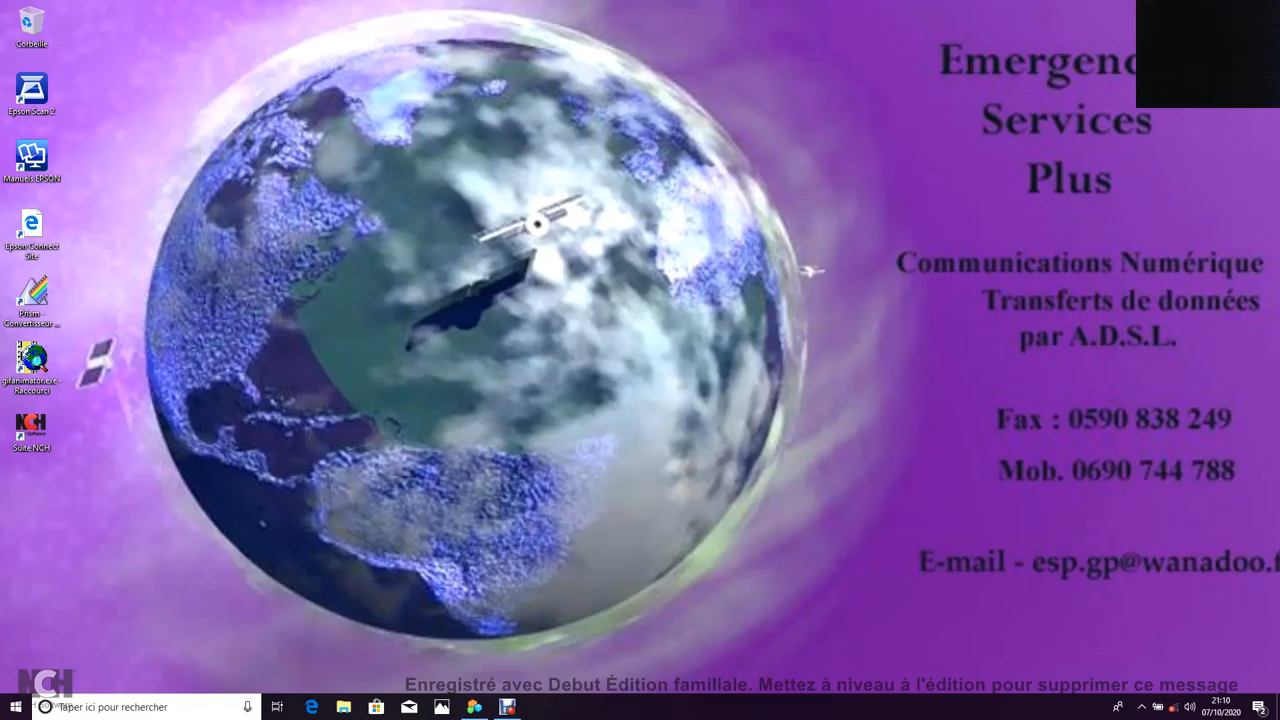 Corbeille
Epson Scan 2
Manuels EPSON
Epson Connect
Site
Prism -
Convertisseur ...
gifanimator.exe -
Raccourci
NCH
Suite NCH
Services
Plus
Communications Numérique
Transferts de données
par A.D.S.L.
Fax : 0590 838 249
Mob. 0690 744 788
E-mail - esp.gp@wanadoo.f
NCH
Enregistré avec Debut Édition familiale. Mettez à niveau à l'édition pour supprimer ce message
Taper ici pour rechercher
21:10
07/10/2020
2